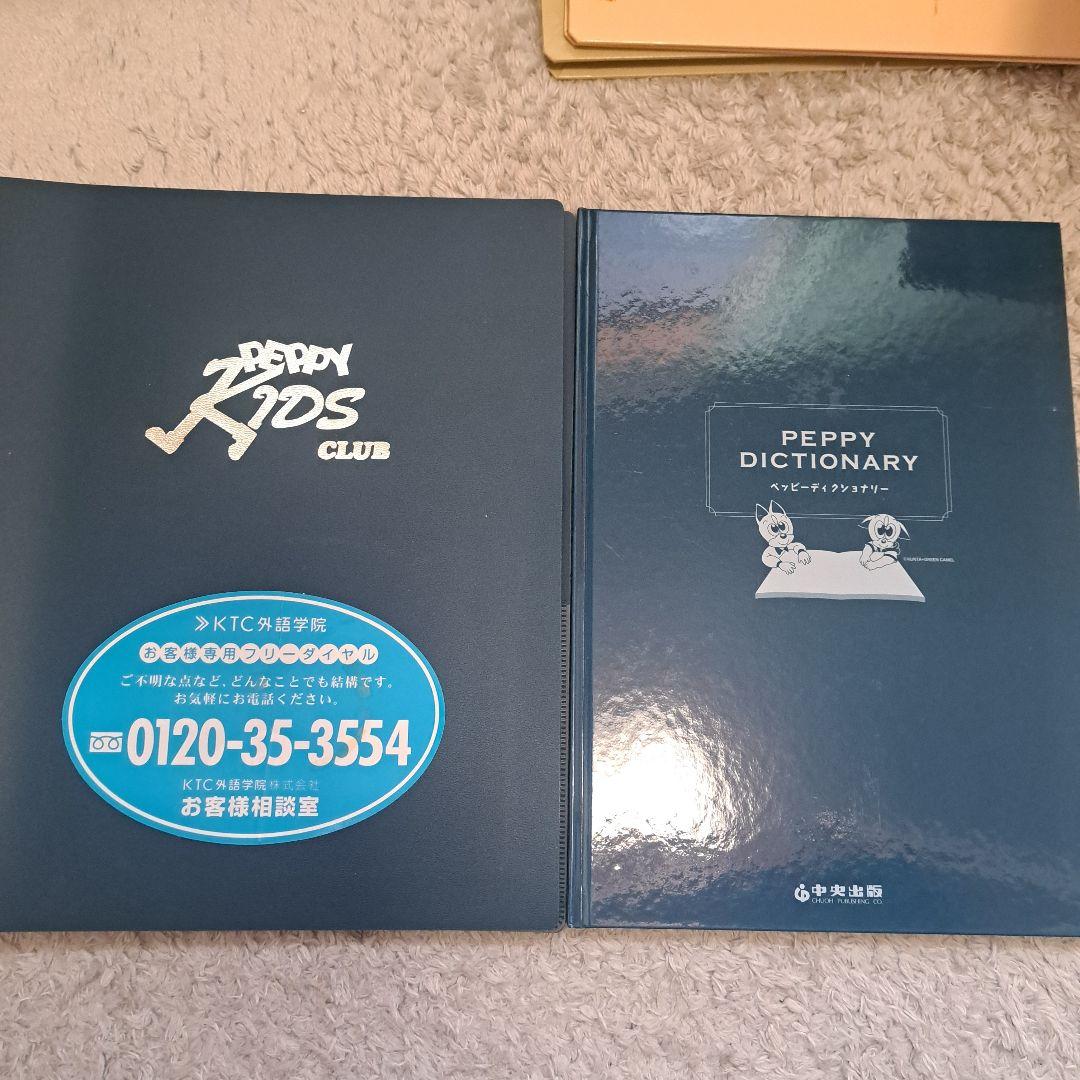 PEPPY
KIDS
CLUB
≫KTC外語学院
お客様専用フリーダイヤル
ご不明な点など、どんなことでも結構です。
お気軽にお電話ください。
0120-35-3554
KTC外語学院株式会社
お客様相談室
PEPPY
DICTIONARY
ペッピーディクショナリー
©KUNTA+GREEN CAMEL
中央出版
CHUOH PUBLISHING CO.